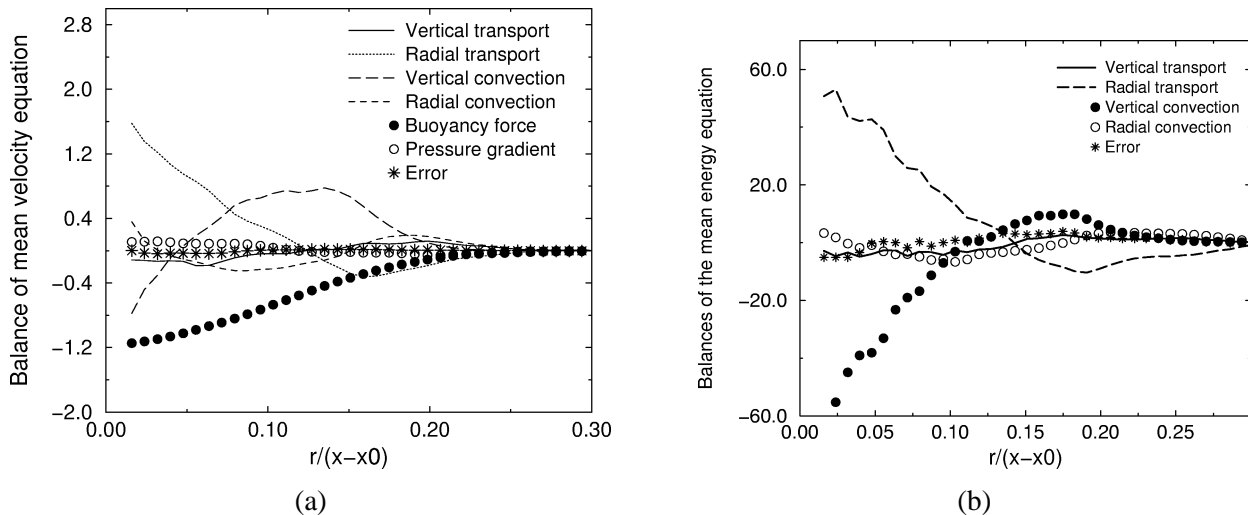 Balance of mean velocity equation
2.8
2.0
1.2
0.4
−0.4
−1.2
−2.0
Vertical transport
Radial transport
Vertical convection
Radial convection
Buoyancy force
Pressure gradient
Error
0.00
0.10
0.20
0.30
r/(x−x0)
(a)
Balances of the mean energy equation
60.0
20.0
−20.0
−60.0
Vertical transport
Radial transport
Vertical convection
Radial convection
Error
0.00
0.05
0.10
0.15
0.20
0.25
r/(x−x0)
(b)